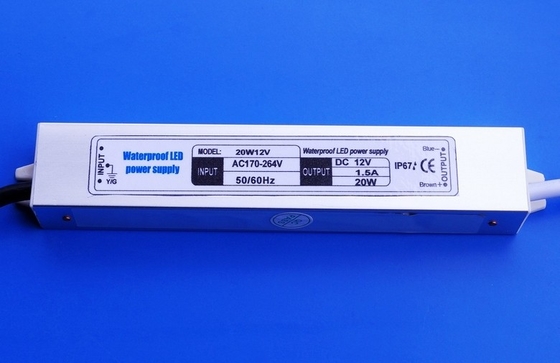 INPUT
Y/G
Waterproof LED
power supply
MODEL: 20W12V
INPUT
AC170-264V
50/60Hz
Waterproof LED power supply
OUTPUT
DC 12V
1.5A
20W
IP67
CE
Blue−
Brown+
OUTPUT